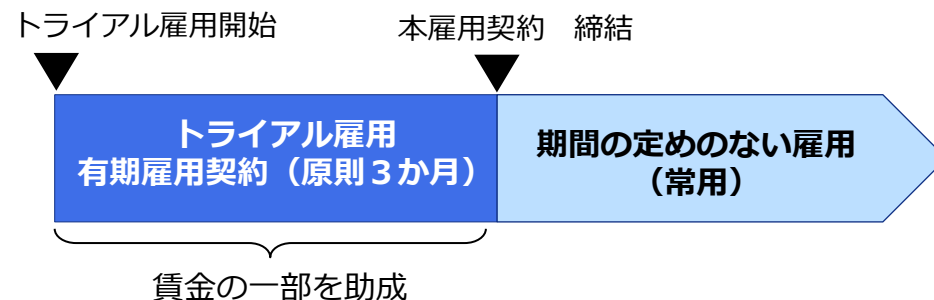 トライアル雇用開始
本雇用契約　締結
トライアル雇用
有期雇用契約（原則３か月）
期間の定めのない雇用
（常用）
賃金の一部を助成